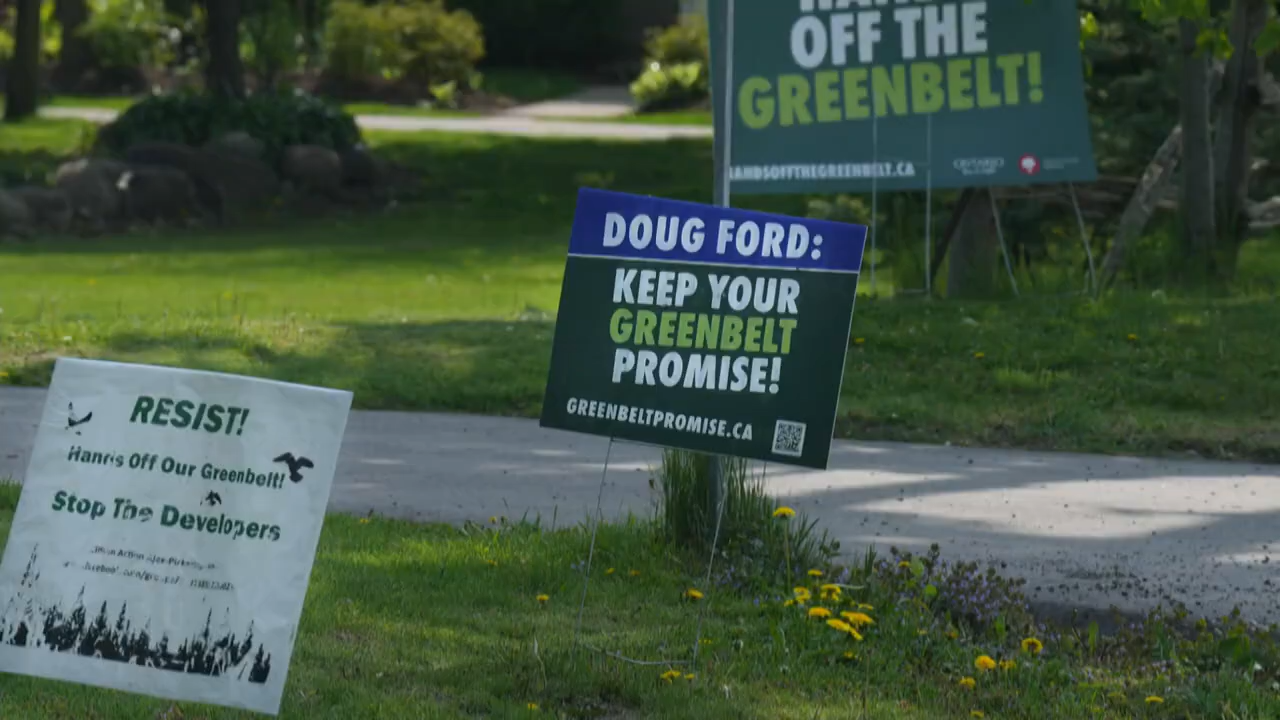 OFF THE
GREENBELT!
HANDSOFFTHEGREENBELT.CA
ONTARIO
DOUG FORD:
KEEP YOUR
GREENBELT
PROMISE!
GREENBELTPROMISE.CA
RESIST!
Hands Off Our Greenbelt!
Stop The Developers